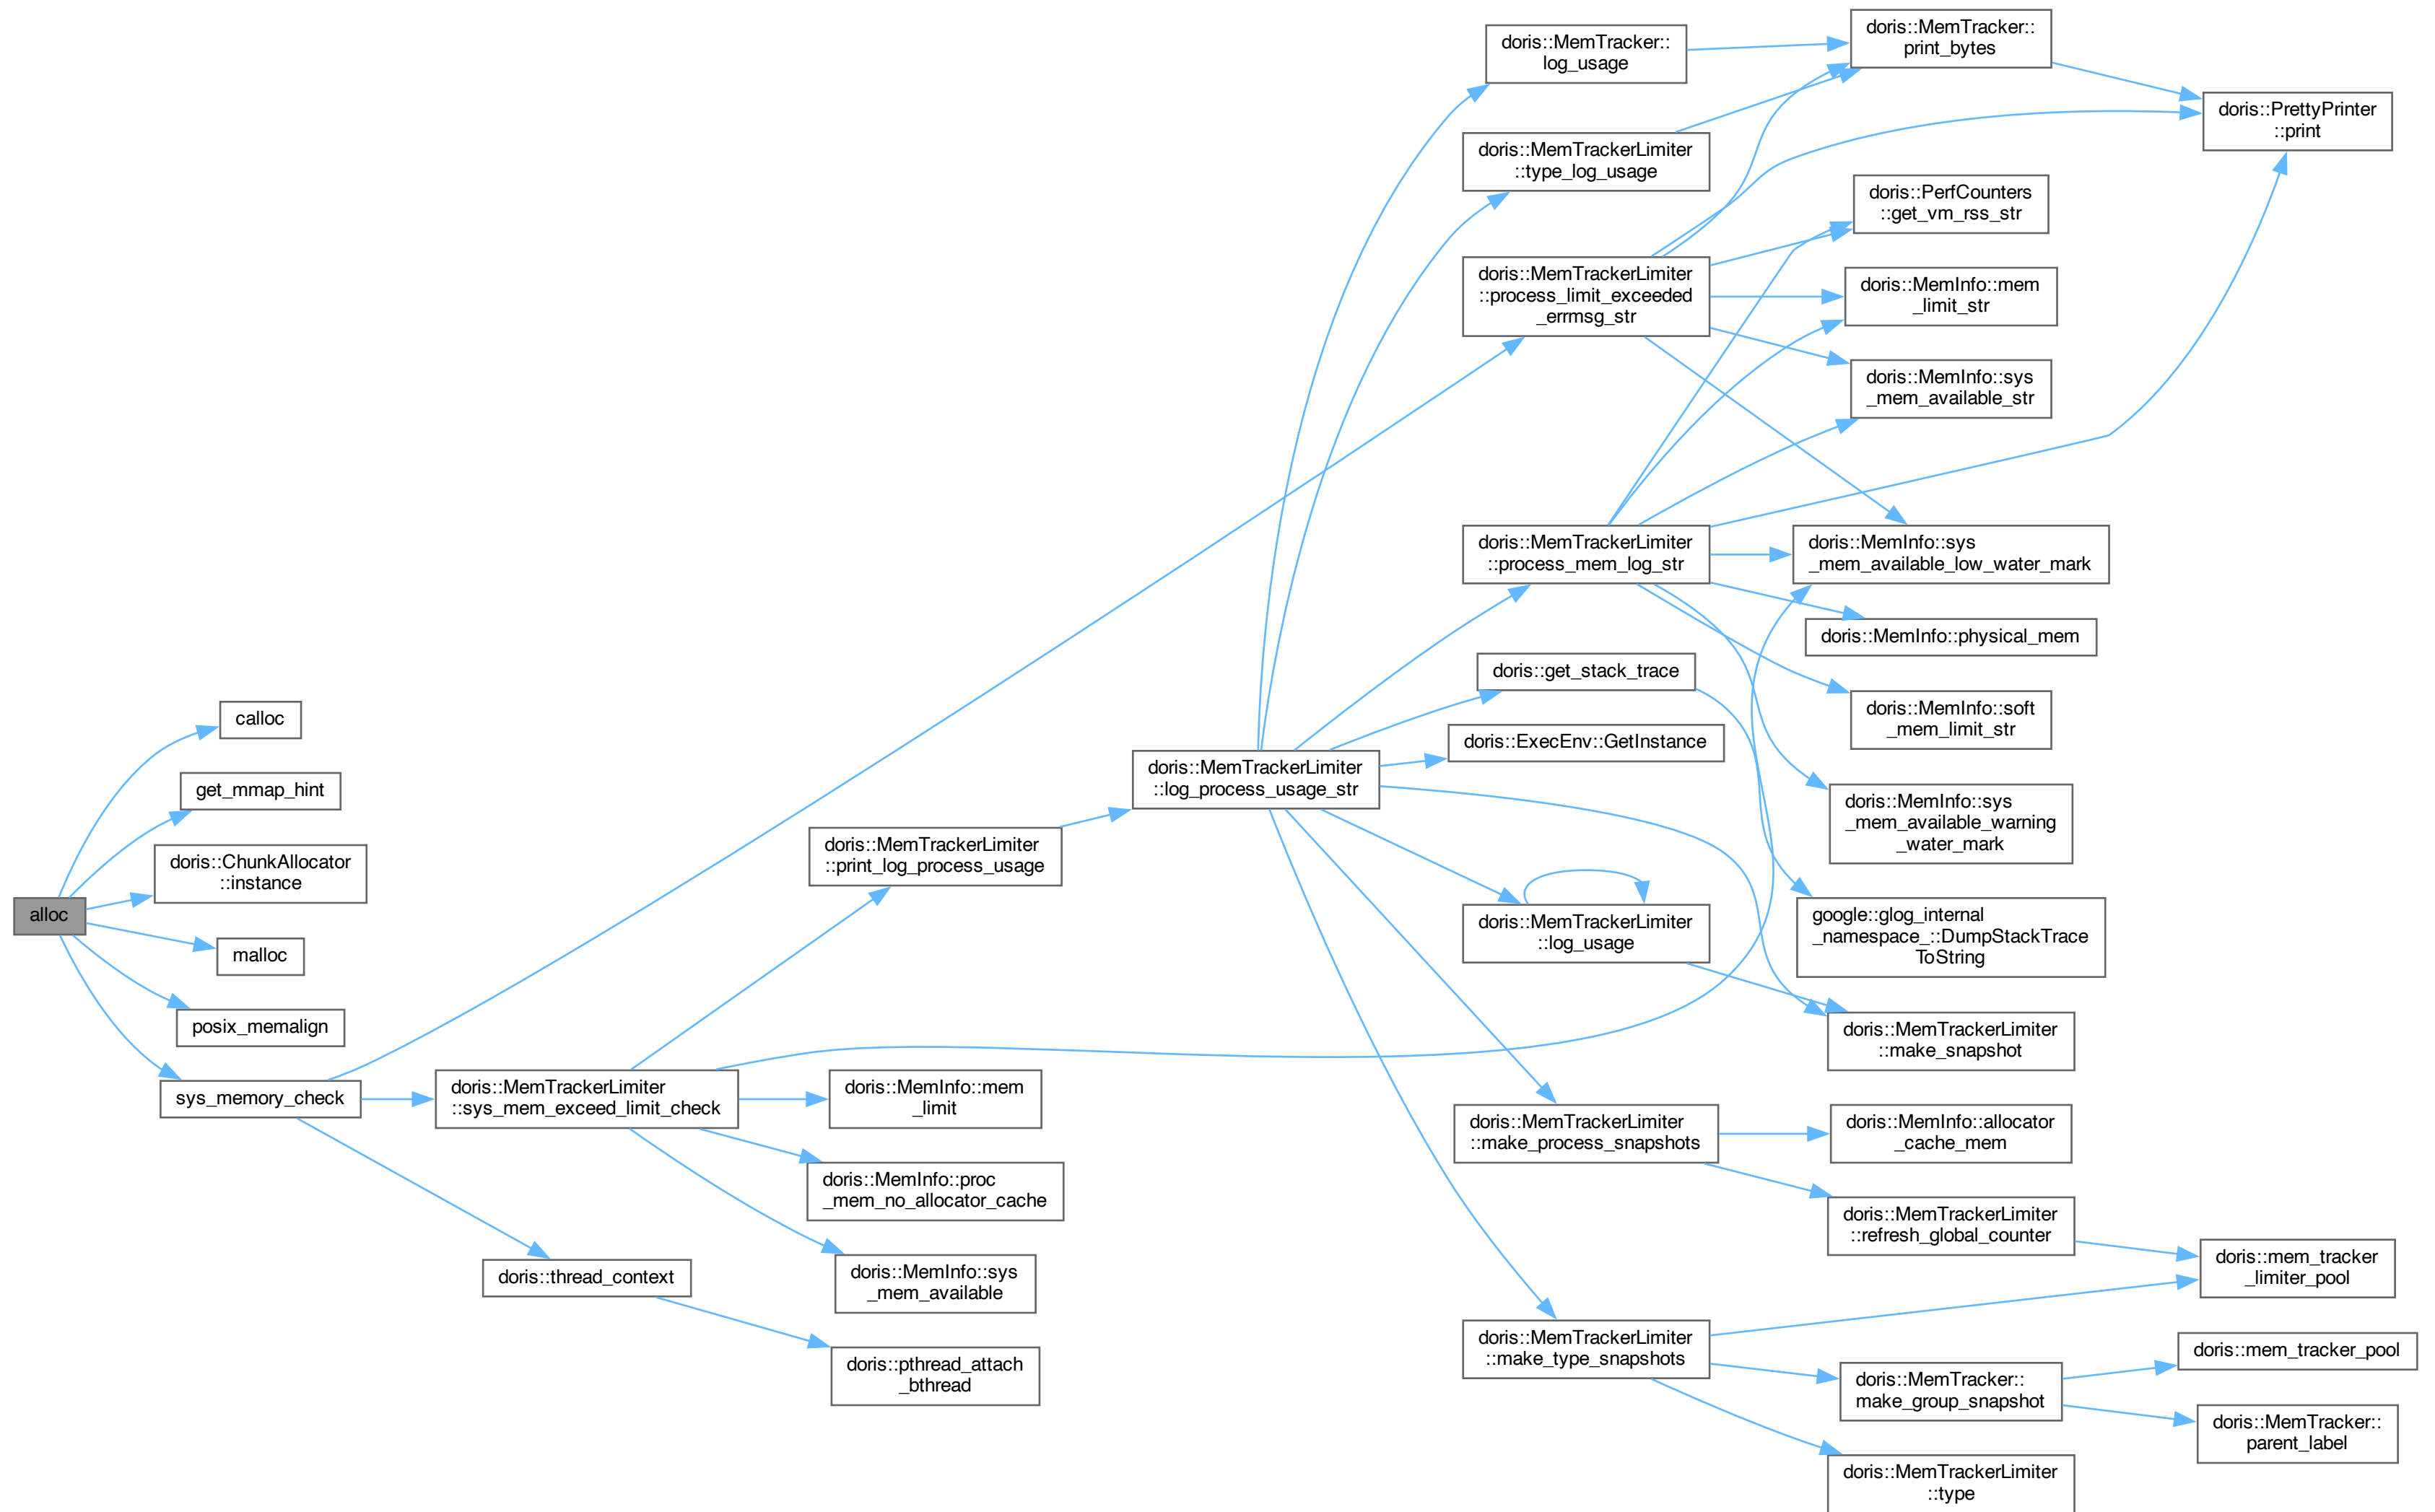 alloc
calloc
get_mmap_hint
doris::ChunkAllocator
::instance
malloc
posix_memalign
sys_memory_check
doris::MemTrackerLimiter
::sys_mem_exceed_limit_check
doris::thread_context
doris::MemTrackerLimiter
::print_log_process_usage
doris::MemInfo::mem
_limit
doris::MemInfo::proc
_mem_no_allocator_cache
doris::MemInfo::sys
_mem_available
doris::pthread_attach
_bthread
doris::MemTrackerLimiter
::log_process_usage_str
doris::MemTracker::
log_usage
doris::MemTrackerLimiter
::type_log_usage
doris::MemTrackerLimiter
::process_limit_exceeded
_errmsg_str
doris::MemTrackerLimiter
::process_mem_log_str
doris::get_stack_trace
doris::ExecEnv::GetInstance
doris::MemTrackerLimiter
::log_usage
doris::MemTrackerLimiter
::make_process_snapshots
doris::MemTrackerLimiter
::make_type_snapshots
doris::MemTracker::
print_bytes
doris::PerfCounters
::get_vm_rss_str
doris::MemInfo::mem
_limit_str
doris::MemInfo::sys
_mem_available_str
doris::MemInfo::sys
_mem_available_low_water_mark
doris::MemInfo::physical_mem
doris::MemInfo::soft
_mem_limit_str
doris::MemInfo::sys
_mem_available_warning
_water_mark
google::glog_internal
_namespace_::DumpStackTrace
ToString
doris::MemTrackerLimiter
::make_snapshot
doris::MemInfo::allocator
_cache_mem
doris::MemTrackerLimiter
::refresh_global_counter
doris::MemTracker::
make_group_snapshot
doris::MemTrackerLimiter
::type
doris::PrettyPrinter
::print
doris::mem_tracker
_limiter_pool
doris::mem_tracker_pool
doris::MemTracker::
parent_label